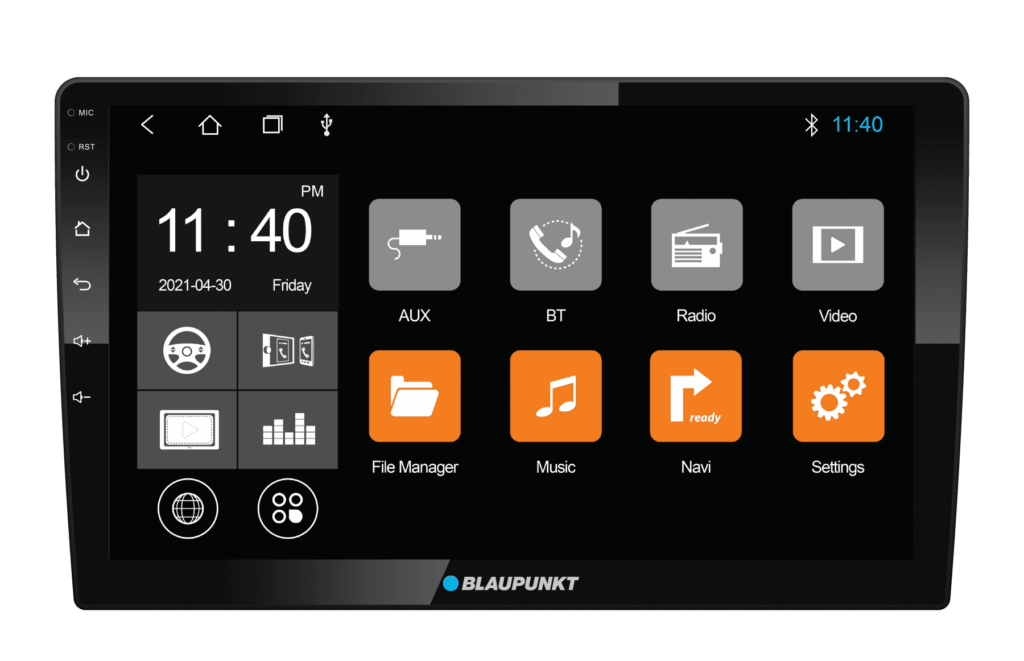 MIC
RST
11:40
PM
11 : 40
2021-04-30 Friday
AUX
BT
Radio
Video
ready
File Manager
Music
Navi
Settings
BLAUPUNKT